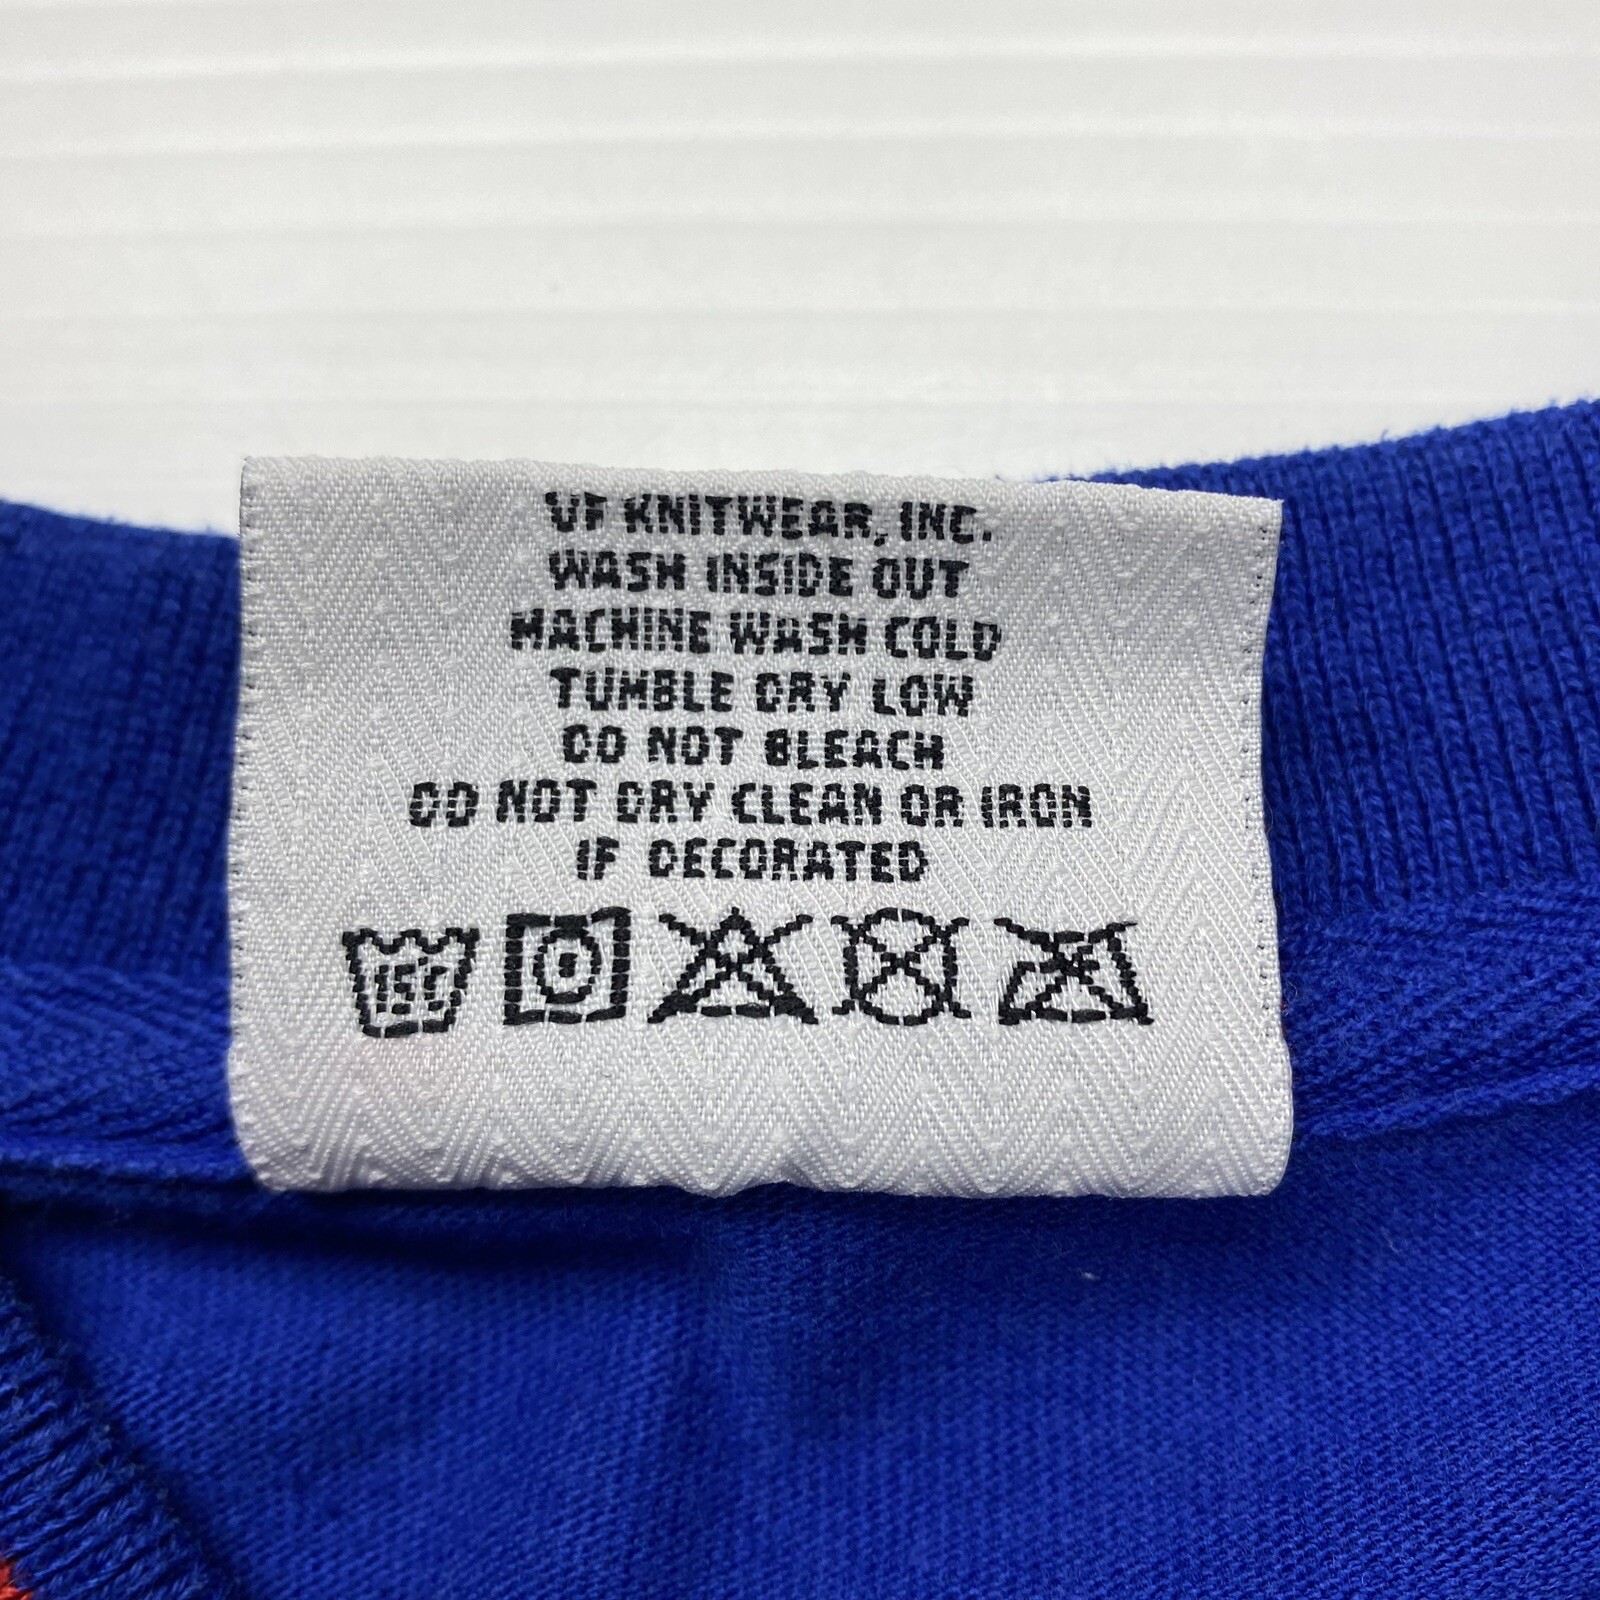 VF KNITWEAR, INC.
WASH INSIDE OUT
MACHINE WASH COLD
TUMBLE DRY LOW
DO NOT BLEACH
DO NOT DRY CLEAN OR IRON
IF DECORATED
15C